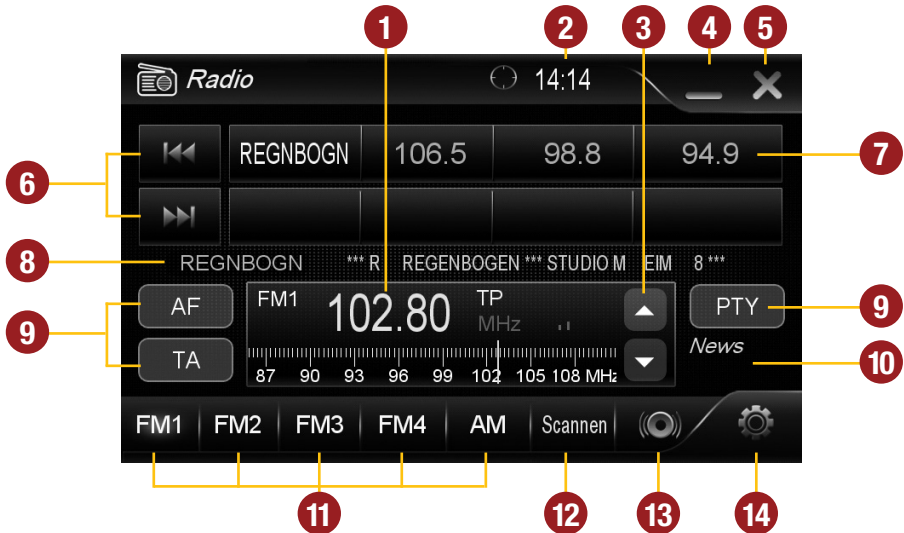 1 2 3 4 5
Radio 14:14
6 REGNBOGN 106.5 98.8 94.9 7
8 REGNBOGN *** R REGENBOGEN *** STUDIO M EIM 8 ***
9 AF FM1 102.80 TP MHz PTY 9
TA News 10
87 90 93 96 99 102 105 108 MHz
FM1 FM2 FM3 FM4 AM Scannen
11 12 13 14